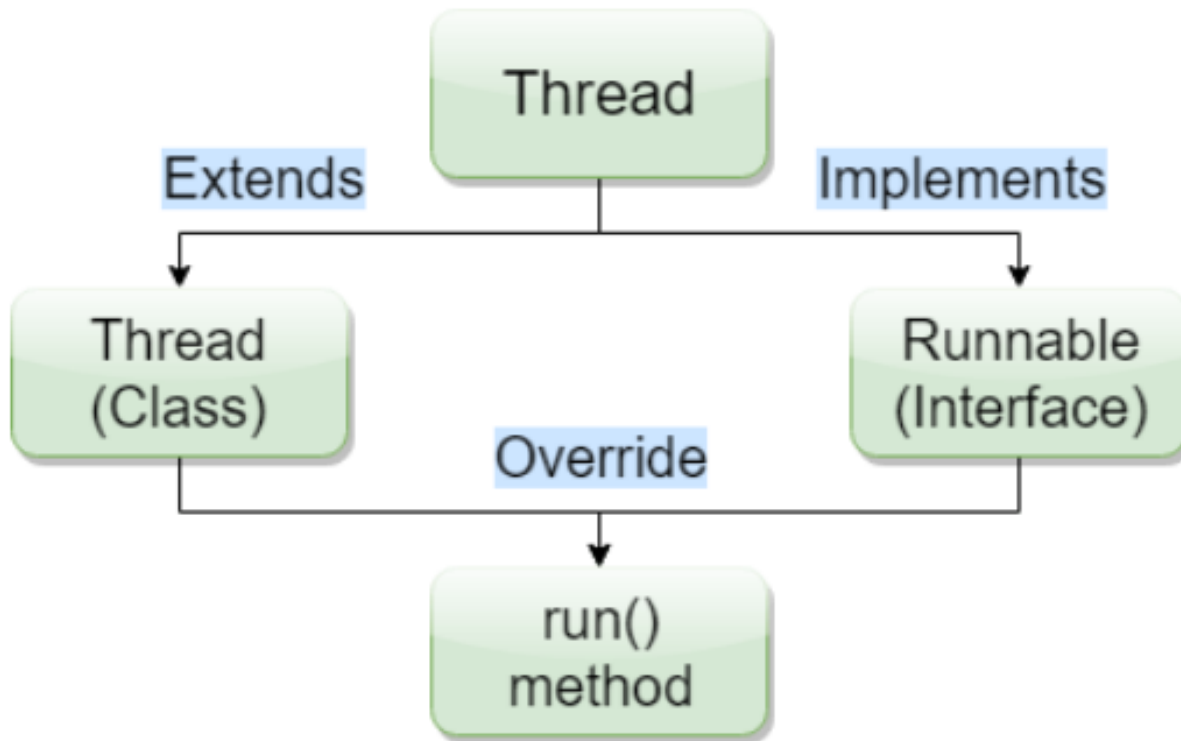 Thread
Extends
Implements
Thread
(Class)
Runnable
(Interface)
Override
run()
method